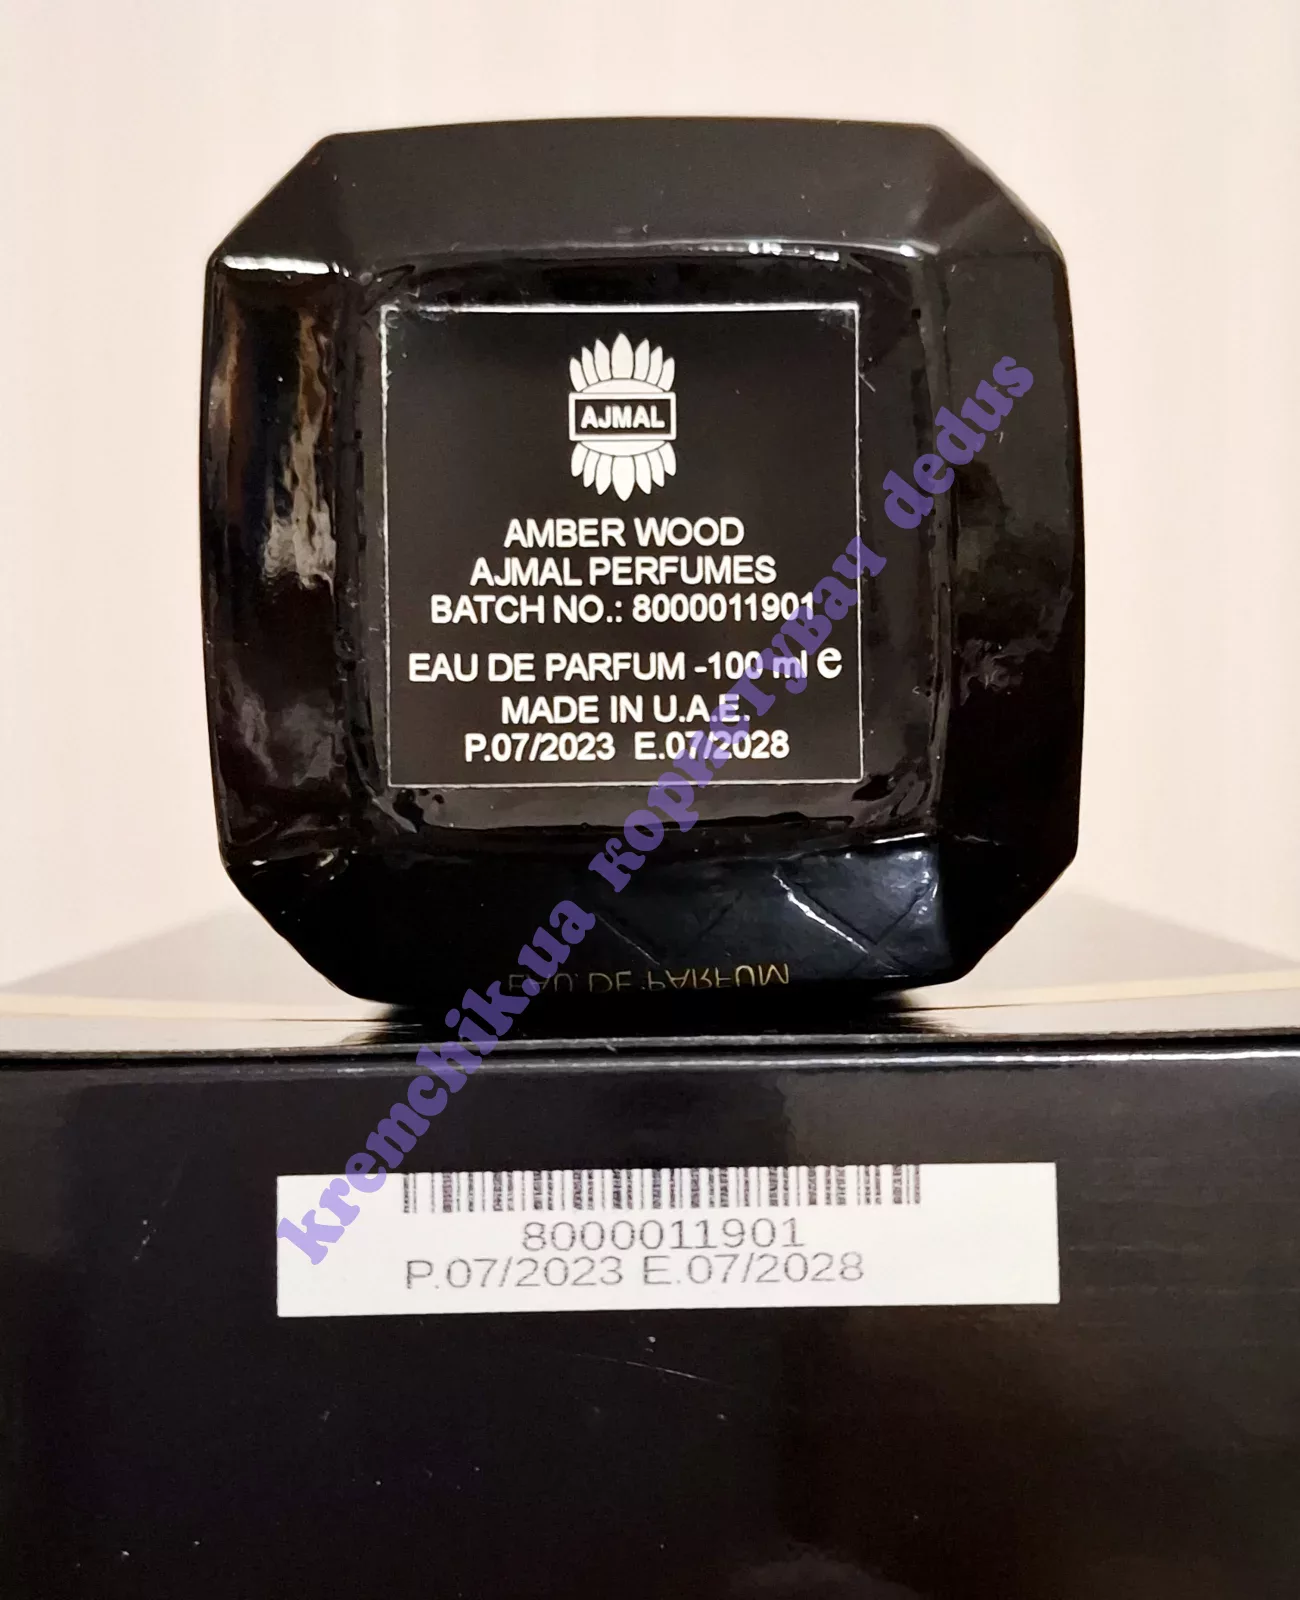 AJMAL
AMBER WOOD
AJMAL PERFUMES
BATCH NO.: 8000011901
EAU DE PARFUM -100 ml e
MADE IN U.A.E.
P.07/2023 E.07/2028
EAU DE PARFUM
8000011901
P.07/2023 E.07/2028
kremchik.ua копнетувач dedus